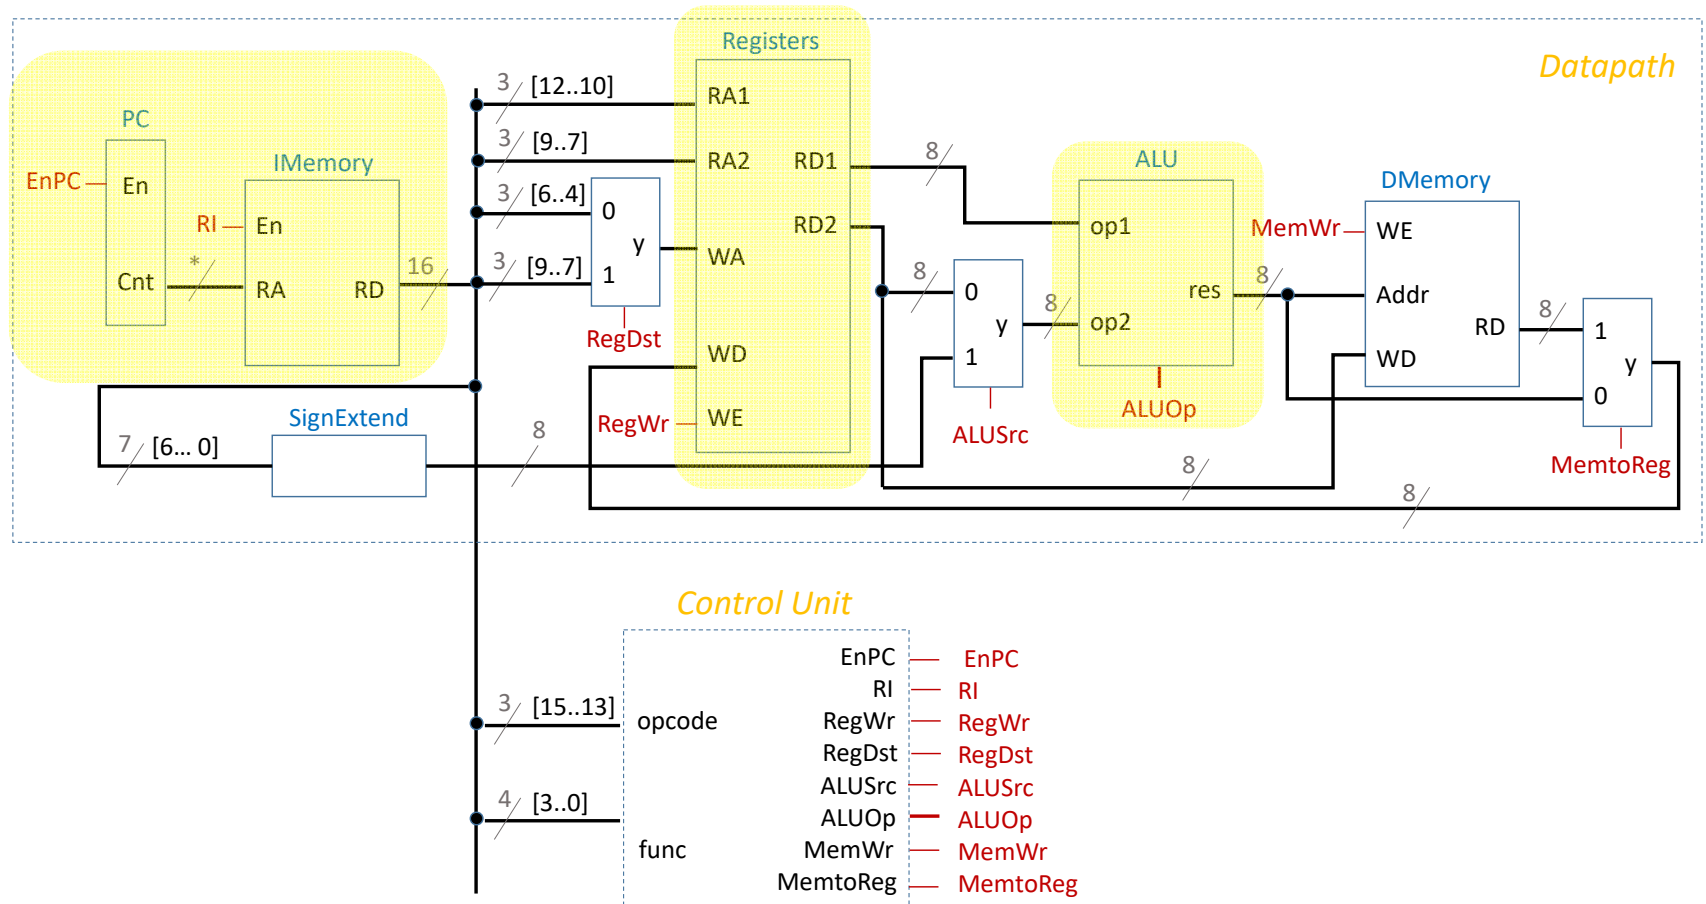 Datapath
Registers
3 [12..10] RA1
PC
3 [9..7] RA2 RD1 8 ALU
IMemory
DMemory
EnPC En
3 [6..4] 0
RI En
y RD2 op1 MemWr WE
* 16 3 [9..7] 1 WA
Cnt RA RD
8 0 8 res 8 Addr
y op2
RD 8 1
RegDst
WD 1 WD y
0
SignExtend
RegWr WE ALUSrc ALUOp
7 [6... 0] 8 8 MemtoReg
8
Control Unit
EnPC EnPC
RI RI
3 [15..13] opcode RegWr RegWr
RegDst RegDst
ALUSrc ALUSrc
4 [3..0] ALUOp ALUOp
func MemWr MemWr
MemtoReg MemtoReg